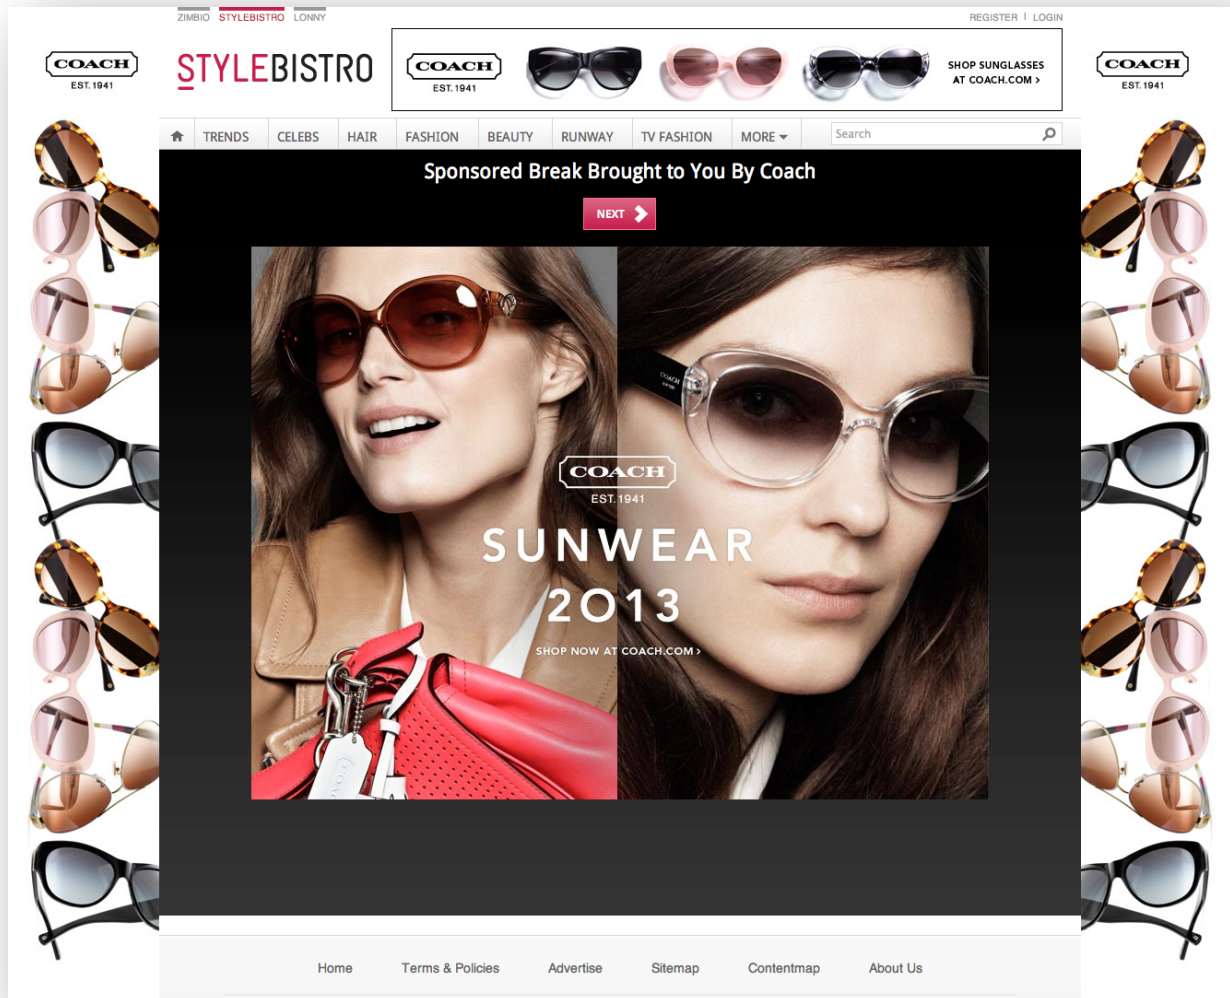 ZIMBIO STYLEBISTRO LONNY
REGISTER | LOGIN
COACH
EST. 1941
STYLEBISTRO
COACH
EST. 1941
SHOP SUNGLASSES
AT COACH.COM >
COACH
EST. 1941
TRENDS CELEBS HAIR FASHION BEAUTY RUNWAY TV FASHION MORE
Search
Sponsored Break Brought to You By Coach
NEXT
COACH
COACH
EST. 1941
SUNWEAR
2013
SHOP NOW AT COACH.COM >
COACH
Home Terms & Policies Advertise Sitemap Contentmap About Us